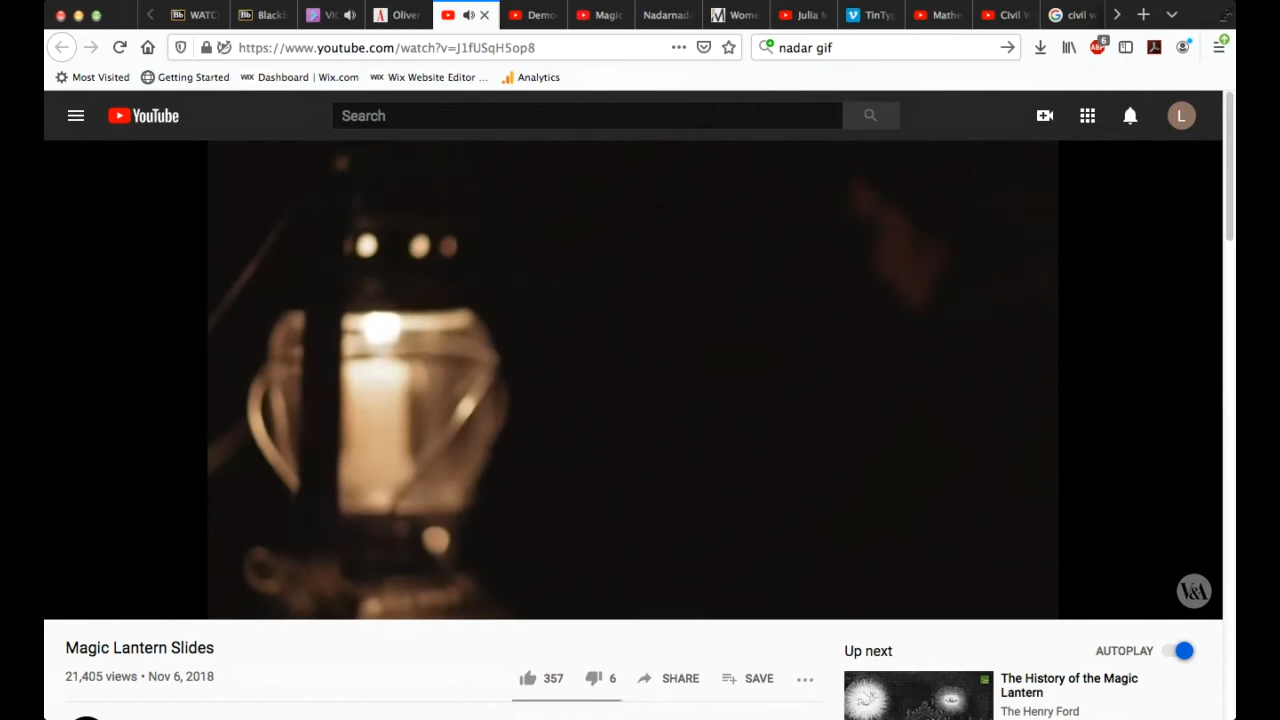 WATC
Blackb
VI
Oliver
Demo
Magic
Nadarnad
Wome
Julia M
TinTyp
Mathe
Civil W
civil w
https://www.youtube.com/watch?v=J1fUSqH5op8
nadar gif
6
Most Visited
Getting Started
Dashboard | Wix.com
Wix Website Editor ...
Analytics
YouTube
Search
L
V&A
Magic Lantern Slides
21,405 views • Nov 6, 2018
357
6
SHARE
SAVE
Up next
AUTOPLAY
The History of the Magic
Lantern
The Henry Ford